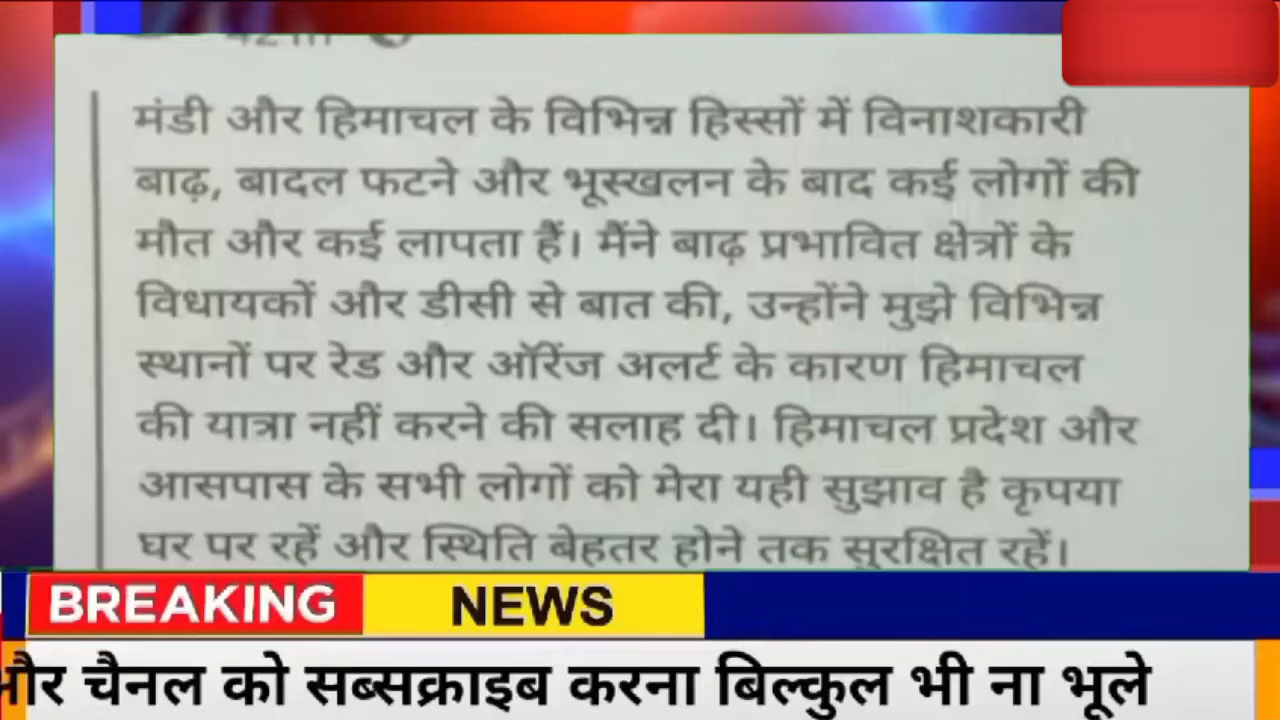 मंडी और हिमाचल के विभिन्न हिस्सों में विनाशकारी
बाढ़, बादल फटने और भूस्खलन के बाद कई लोगों की
मौत और कई लापता हैं। मैंने बाढ़ प्रभावित क्षेत्रों के
विधायकों और डीसी से बात की, उन्होंने मुझे विभिन्न
स्थानों पर रेड और ऑरेंज अलर्ट के कारण हिमाचल
की यात्रा नहीं करने की सलाह दी। हिमाचल प्रदेश और
आसपास के सभी लोगों को मेरा यही सुझाव है कृपया
घर पर रहें और स्थिति बेहतर होने तक सुरक्षित रहें।
BREAKING NEWS
और चैनल को सब्सक्राइब करना बिल्कुल भी ना भूले